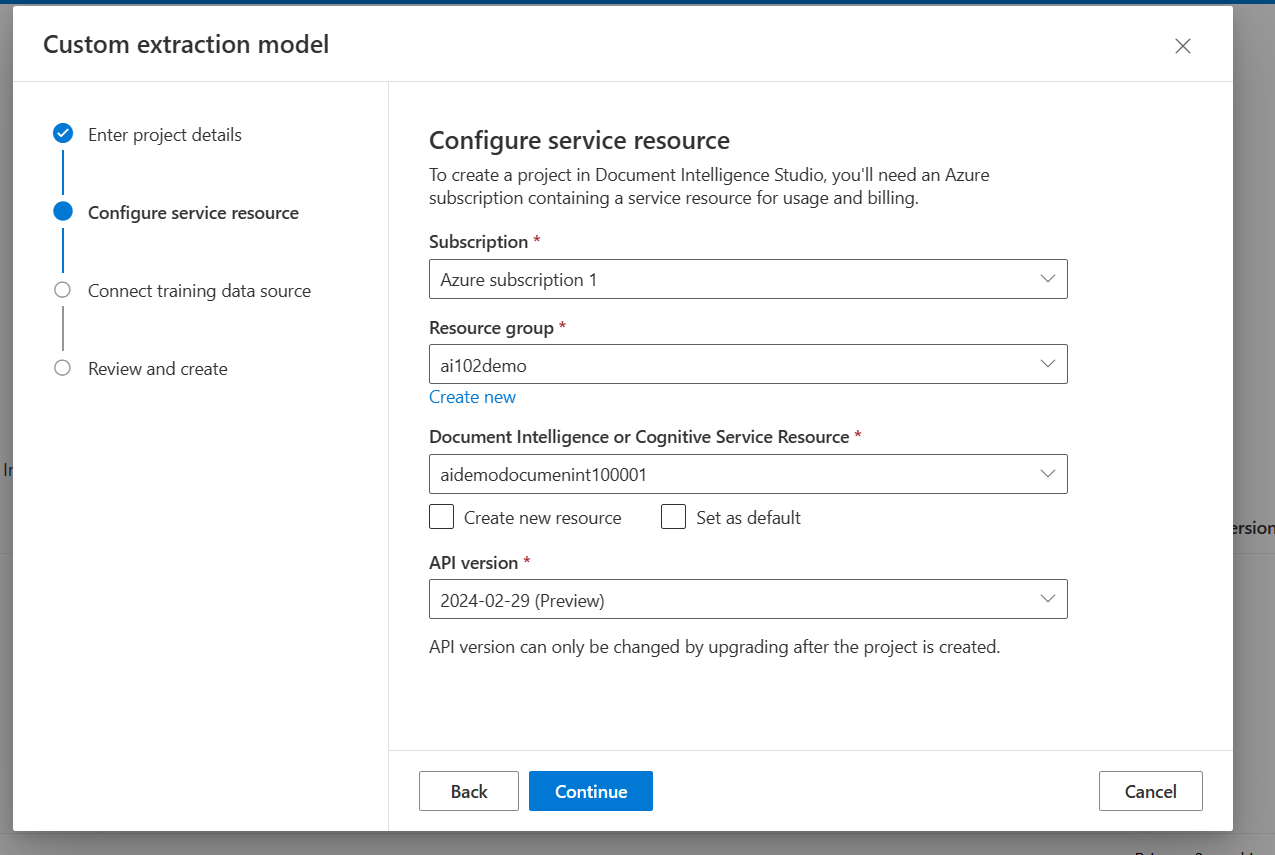 Custom extraction model
Enter project details
Configure service resource
Connect training data source
Review and create
Configure service resource
To create a project in Document Intelligence Studio, you'll need an Azure
subscription containing a service resource for usage and billing.
Subscription *
Azure subscription 1
Resource group *
ai102demo
Create new
Document Intelligence or Cognitive Service Resource *
aidemodocumenint100001
Create new resource
Set as default
API version *
2024-02-29 (Preview)
API version can only be changed by upgrading after the project is created.
Back
Continue
Cancel